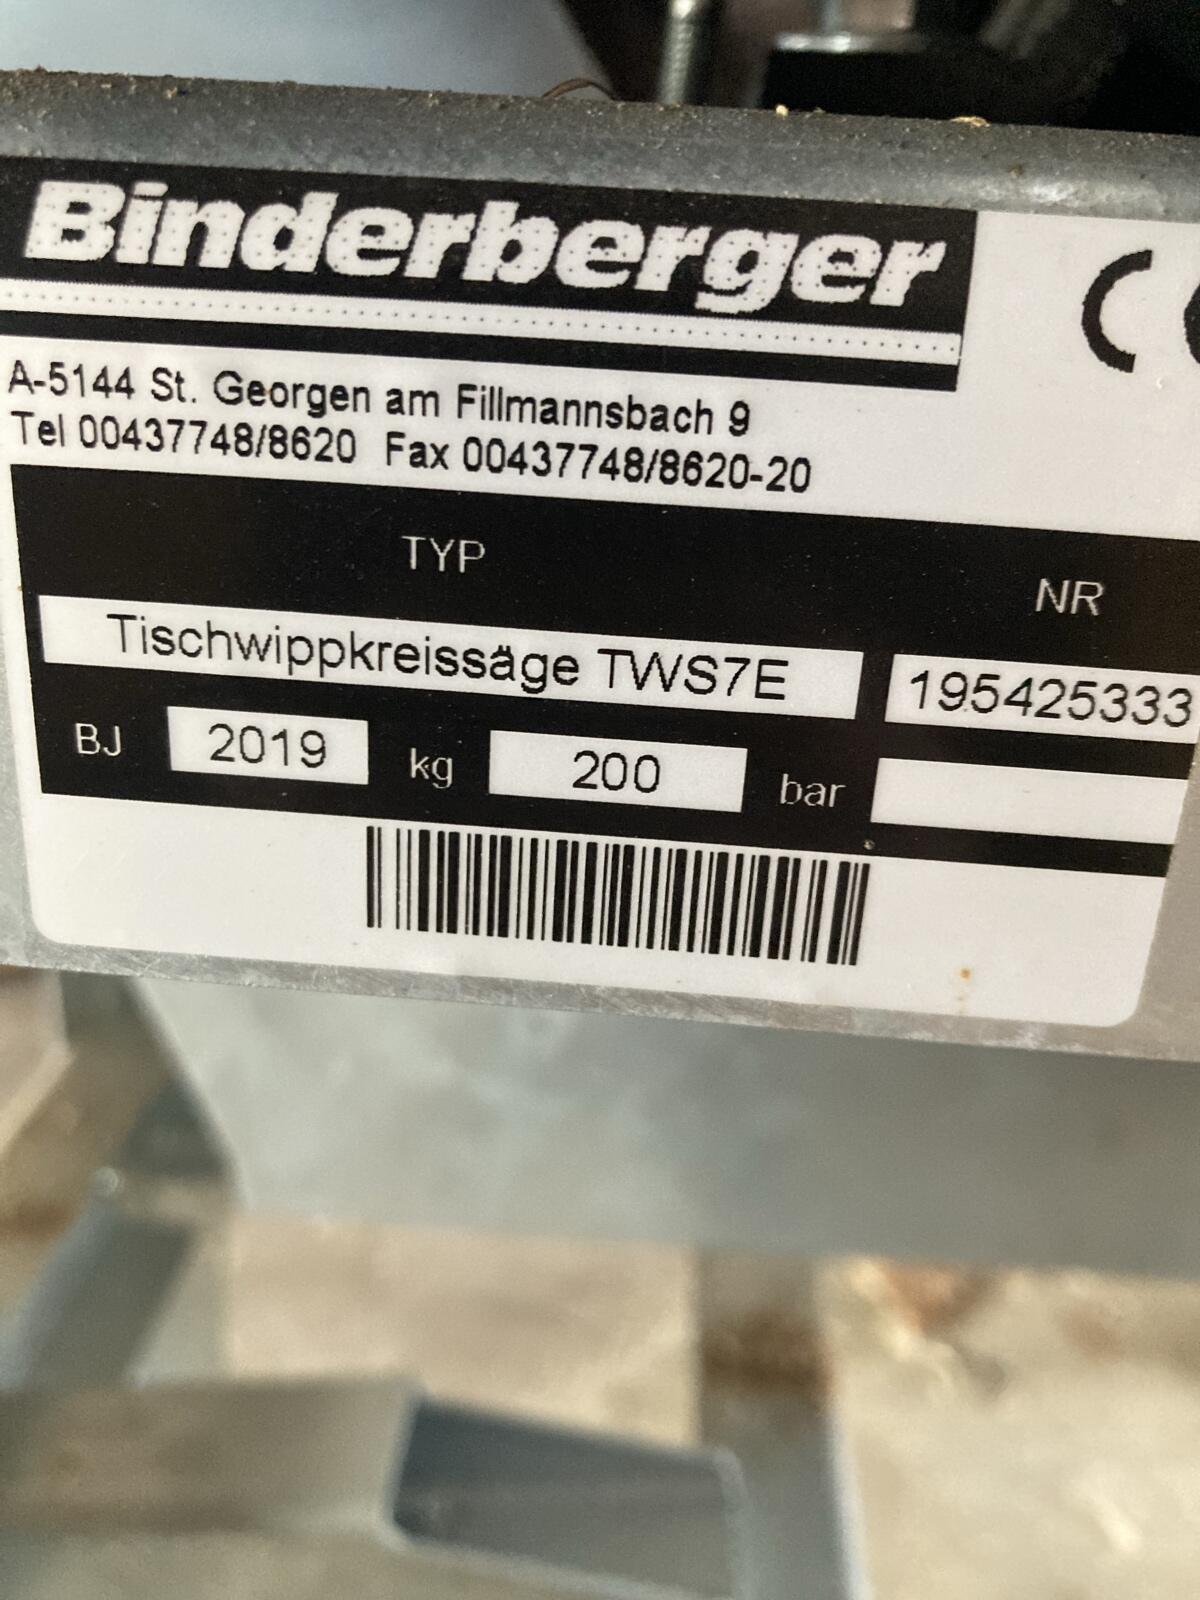 Binderberger
A-5144 St. Georgen am Fillmannsbach 9
Tel 00437748/8620 Fax 00437748/8620-20
TYP NR
Tischwippkreissäge TWS7E 195425333
BJ 2019 kg 200 bar